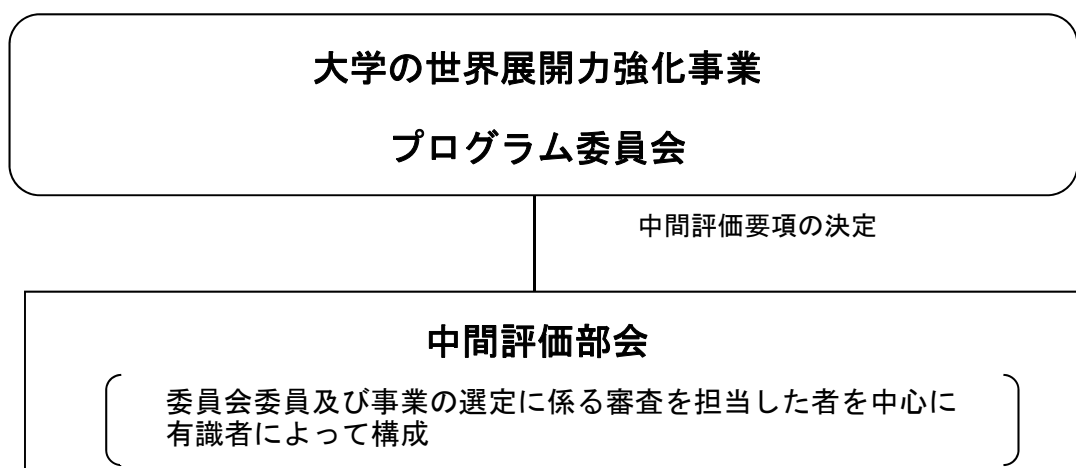 大学の世界展開力強化事業
プログラム委員会
中間評価要項の決定
中間評価部会
委員会委員及び事業の選定に係る審査を担当した者を中心に
有識者によって構成